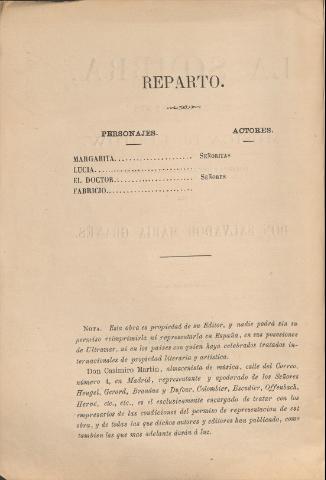 REPARTO.
PERSONAJES. ACTORES.
MARGARITA...................... SEÑORITAS
LUCIA..........................
EL DOCTOR...................... SEÑORES
FABRICIO.......................
NOTA. Esta obra es propiedad de su Editor, y nadie podrá sin su
permiso reimprimirla ni representarla en España, en sus posesiones
de Ultramar, ni en los países con quien haya celebrados tratados in-
ternacionales de propiedad literaria y artística.
Don Casimiro Martin, almacenista de música, calle del Correo,
número 4, en Madrid, representante y apoderado de los Señores
Heugel, Gerard, Brandus y Dufour, Colombier, Escudier, Offenbach,
Hervé, etc., etc., es el esclusivamente encargado de tratar con los
empresarios de las condiciones del permiso de representacion de est
obra, y de todas las que dichos autores y editores han publicado, como
tambien las que mas adelante darán á luz.